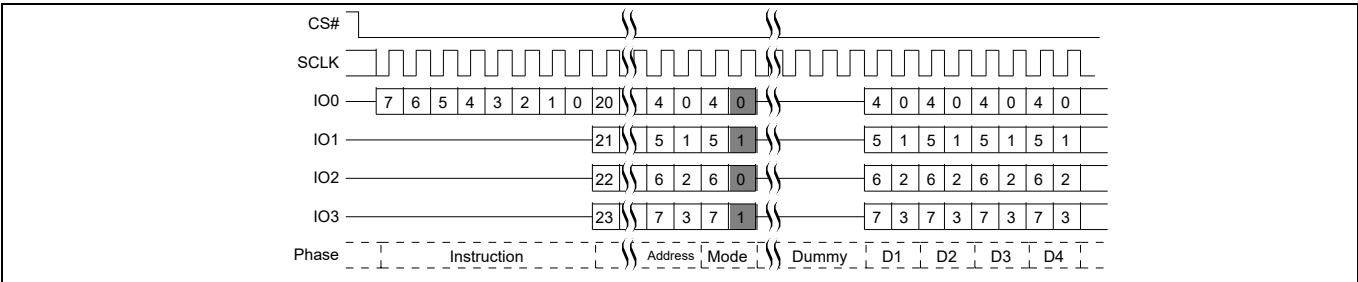 CS#
SCLK
IO0 7 6 5 4 3 2 1 0 20 4 0 4 0 4 0 4 0 4 0 4 0
IO1 21 5 1 5 1 5 1 5 1 5 1 5 1
IO2 22 6 2 6 0 6 2 6 2 6 2 6 2
IO3 23 7 3 7 1 7 3 7 3 7 3 7 3
Phase Instruction Address Mode Dummy D1 D2 D3 D4